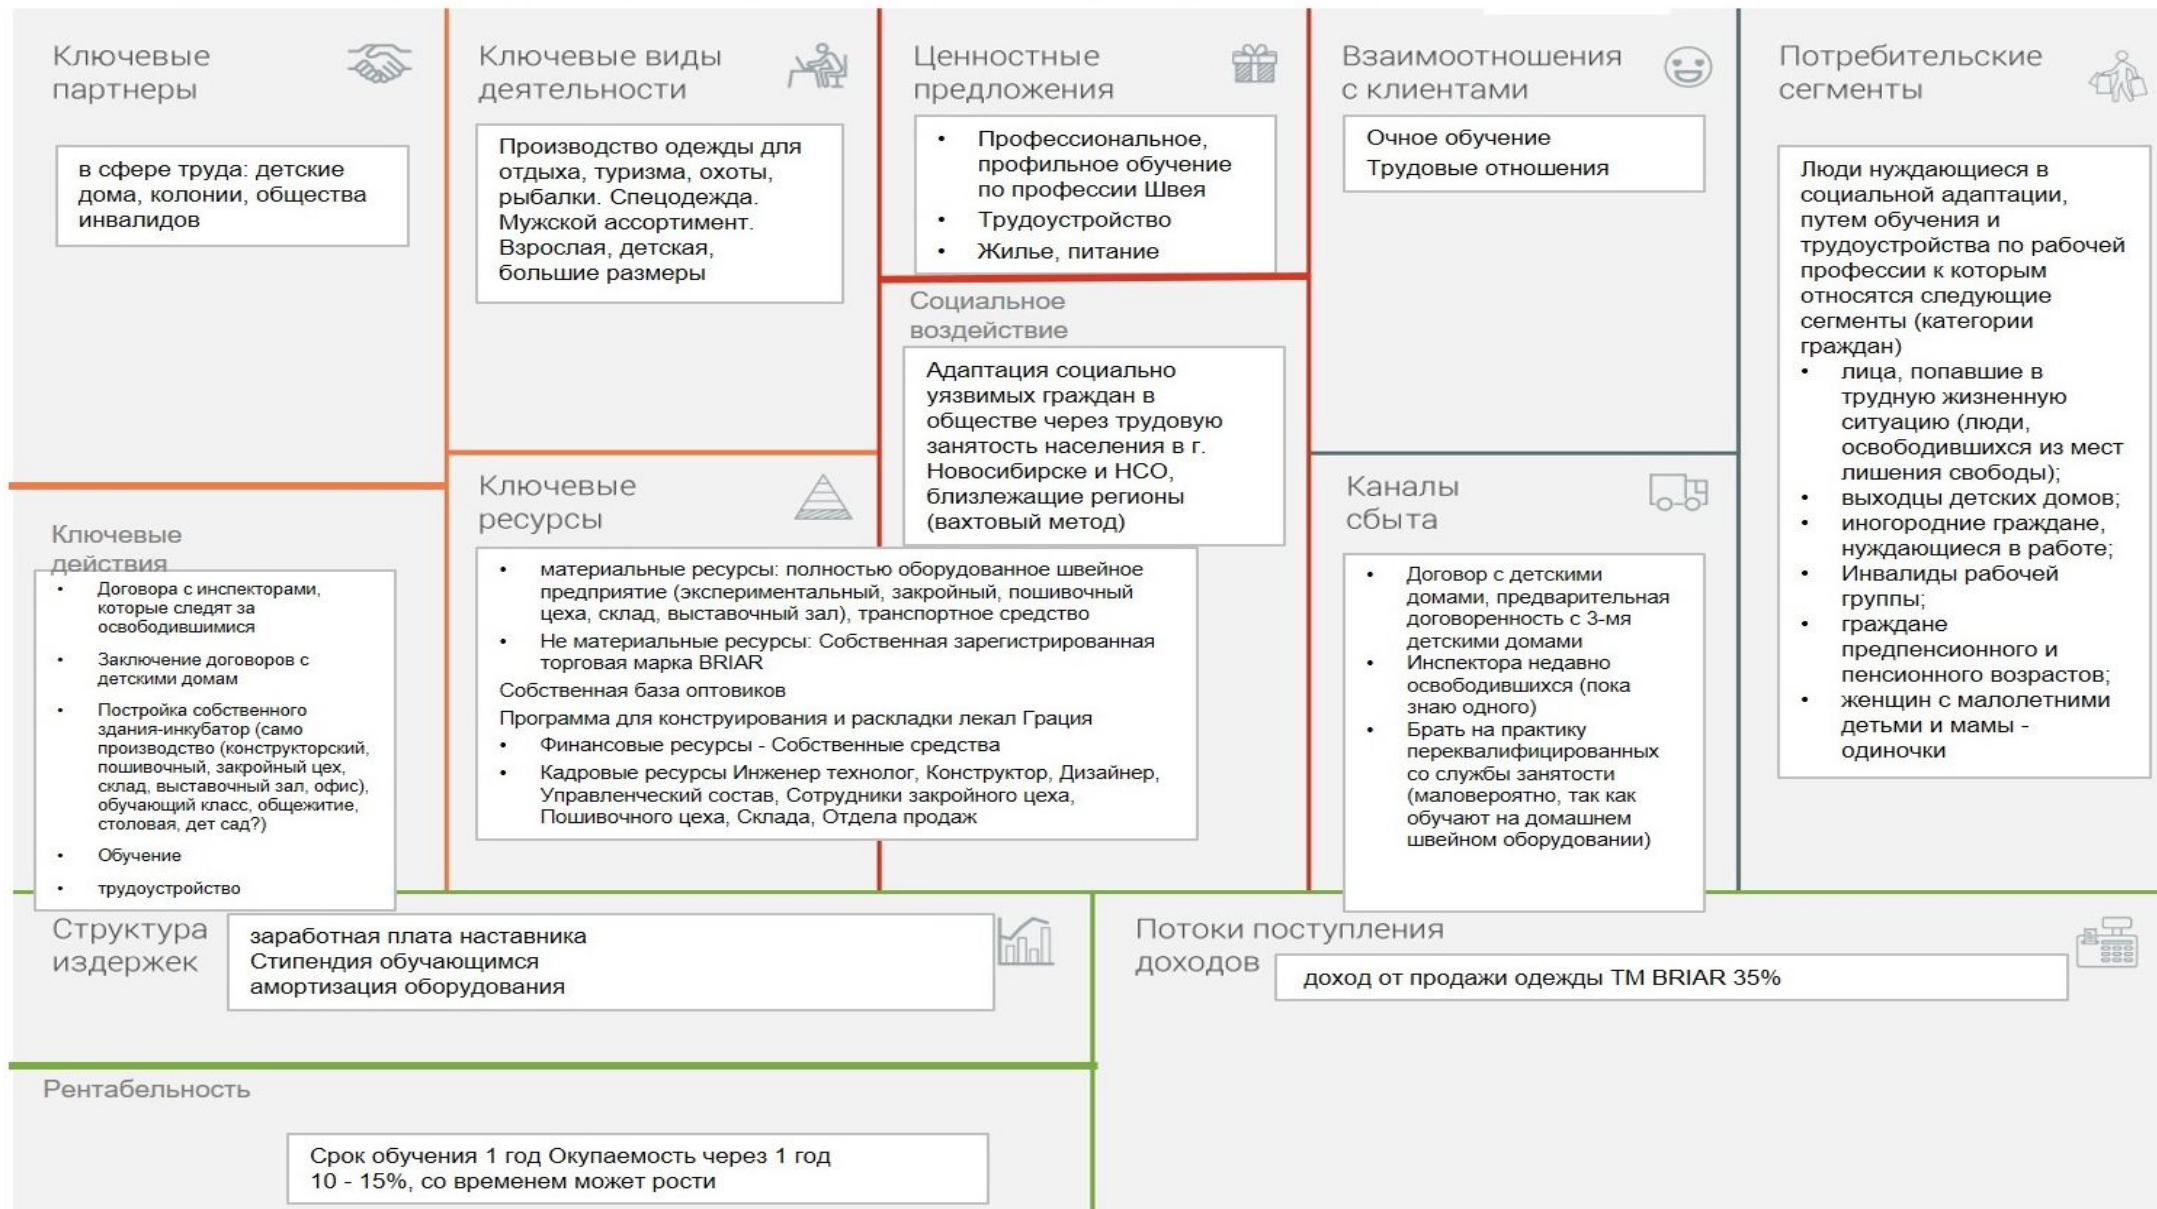 Ключевые
партнеры
в сфере труда: детские
дома, колонии, общества
инвалидов
Ключевые
действия
• Договора с инспекторами,
которые следят за
освободившимися
• Заключение договоров с
детскими домам
• Постройка собственного
здания-инкубатор (само
производство (конструкторский,
пошивочный, закройный цех,
склад, выставочный зал, офис),
обучающий класс, общежитие,
столовая, дет сад?)
• Обучение
• трудоустройство
Ключевые виды
деятельности
Производство одежды для
отдыха, туризма, охоты,
рыбалки. Спецодежда.
Мужской ассортимент.
Взрослая, детская,
большие размеры
Ключевые
ресурсы
• материальные ресурсы: полностью оборудованное швейное
предприятие (экспериментальный, закройный, пошивочный
цеха, склад, выставочный зал), транспортное средство
• Не материальные ресурсы: Собственная зарегистрированная
торговая марка BRIAR
Собственная база оптовиков
Программа для конструирования и раскладки лекал Грация
• Финансовые ресурсы - Собственные средства
• Кадровые ресурсы Инженер технолог, Конструктор, Дизайнер,
Управленческий состав, Сотрудники закройного цеха,
Пошивочного цеха, Склада, Отдела продаж
Ценностные
предложения
• Профессиональное,
профильное обучение
по профессии Швея
• Трудоустройство
• Жилье, питание
Социальное
воздействие
Адаптация социально
уязвимых граждан в
обществе через трудовую
занятость населения в г.
Новосибирске и НСО,
близлежащие регионы
(вахтовый метод)
Взаимоотношения
с клиентами
Очное обучение
Трудовые отношения
Каналы
сбыта
• Договор с детскими
домами, предварительная
договоренность с 3-мя
детскими домами
• Инспектора недавно
освободившихся (пока
знаю одного)
• Брать на практику
переквалифицированных
со службы занятости
(маловероятно, так как
обучают на домашнем
швейном оборудовании)
Потребительские
сегменты
Люди нуждающиеся в
социальной адаптации,
путем обучения и
трудоустройства по рабочей
профессии к которым
относятся следующие
сегменты (категории
граждан)
• лица, попавшие в
трудную жизненную
ситуацию (люди,
освободившихся из мест
лишения свободы);
• выходцы детских домов;
• иногородние граждане,
нуждающиеся в работе;
• Инвалиды рабочей
группы;
• граждане
предпенсионного и
пенсионного возрастов;
• женщин с малолетними
детьми и мамы -
одиночки
Структура
издержек
заработная плата наставника
Стипендия обучающимся
амортизация оборудования
Потоки поступления
доходов
доход от продажи одежды ТМ BRIAR 35%
Рентабельность
Срок обучения 1 год Окупаемость через 1 год
10 - 15%, со временем может рости